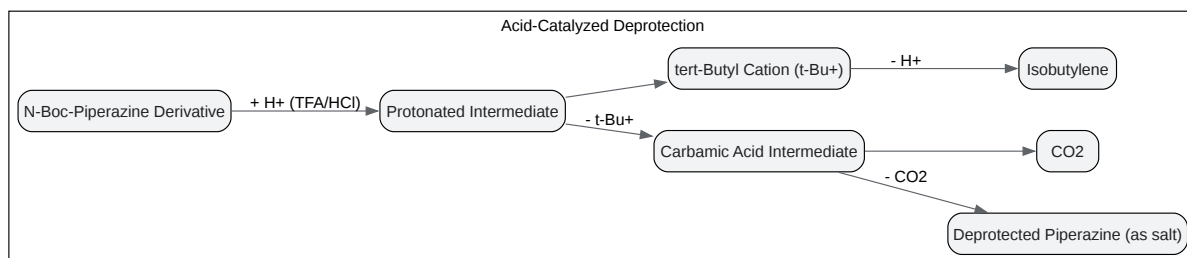 Acid-Catalyzed Deprotection
tert-Butyl Cation (t-Bu+)
- H+
Isobutylene
N-Boc-Piperazine Derivative
+ H+ (TFA/HCl)
Protonated Intermediate
- t-Bu+
Carbamic Acid Intermediate
CO2
- CO2
Deprotected Piperazine (as salt)